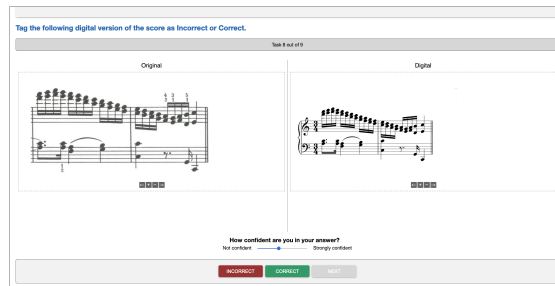 Tag the following digital version of the score as Incorrect or Correct.
Task 8 out of 9
Original
Digital
How confident are you in your answer?
Not confident
Strongly confident
INCORRECT
CORRECT
NEXT